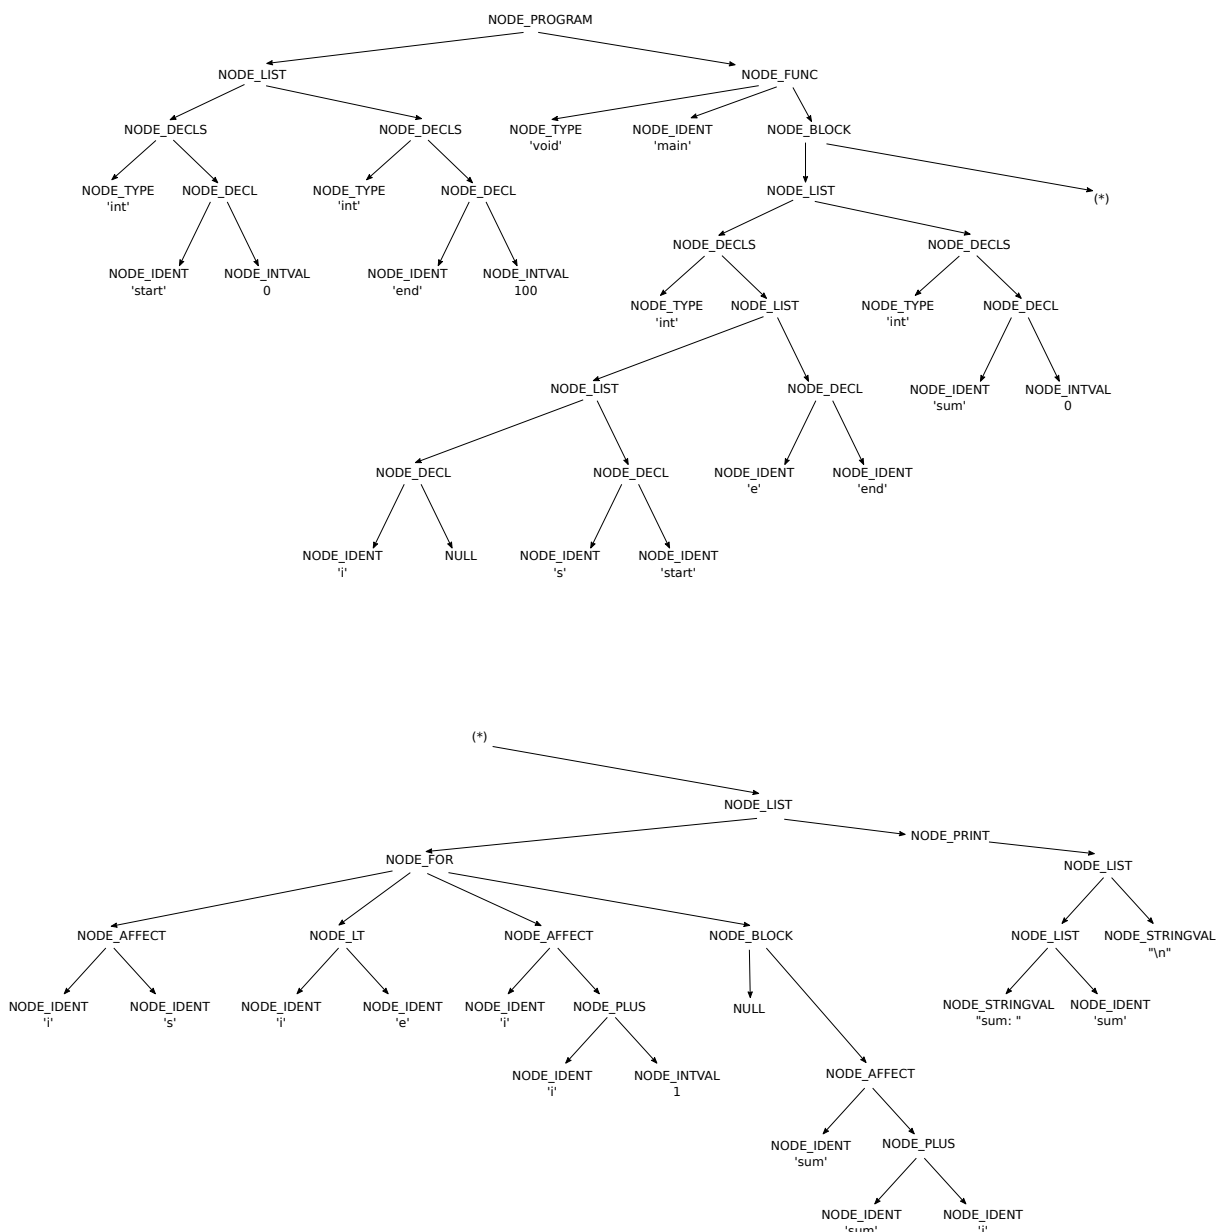 NODE_PROGRAM
NODE_LIST NODE_FUNC
NODE_DECLS NODE_DECLS NODE_TYPE NODE_IDENT NODE_BLOCK
'void' 'main'
NODE_TYPE NODE_DECL NODE_TYPE NODE_DECL NODE_LIST (*)
'int' 'int'
NODE_DECLS NODE_DECLS
NODE_IDENT NODE_INTVAL NODE_IDENT NODE_INTVAL
'start' 0 'end' 100
NODE_TYPE NODE_LIST NODE_TYPE NODE_DECL
'int' 'int'
NODE_LIST NODE_DECL NODE_IDENT NODE_INTVAL
'sum' 0
NODE_DECL NODE_DECL NODE_IDENT NODE_IDENT
'e' 'end'
NODE_IDENT NULL NODE_IDENT NODE_IDENT
'i' 's' 'start'
(*)
NODE_LIST
NODE_PRINT
NODE_FOR NODE_LIST
NODE_AFFECT NODE_LT NODE_AFFECT NODE_BLOCK NODE_LIST NODE_STRINGVAL
"\n"
NODE_IDENT NODE_IDENT NODE_IDENT NODE_IDENT NODE_IDENT NODE_PLUS NULL NODE_STRINGVAL NODE_IDENT
'i' 's' 'i' 'e' 'i' "sum: " 'sum'
NODE_IDENT NODE_INTVAL NODE_AFFECT
'i' 1
NODE_IDENT NODE_PLUS
'sum'
NODE_IDENT NODE_IDENT
'sum' 'i'